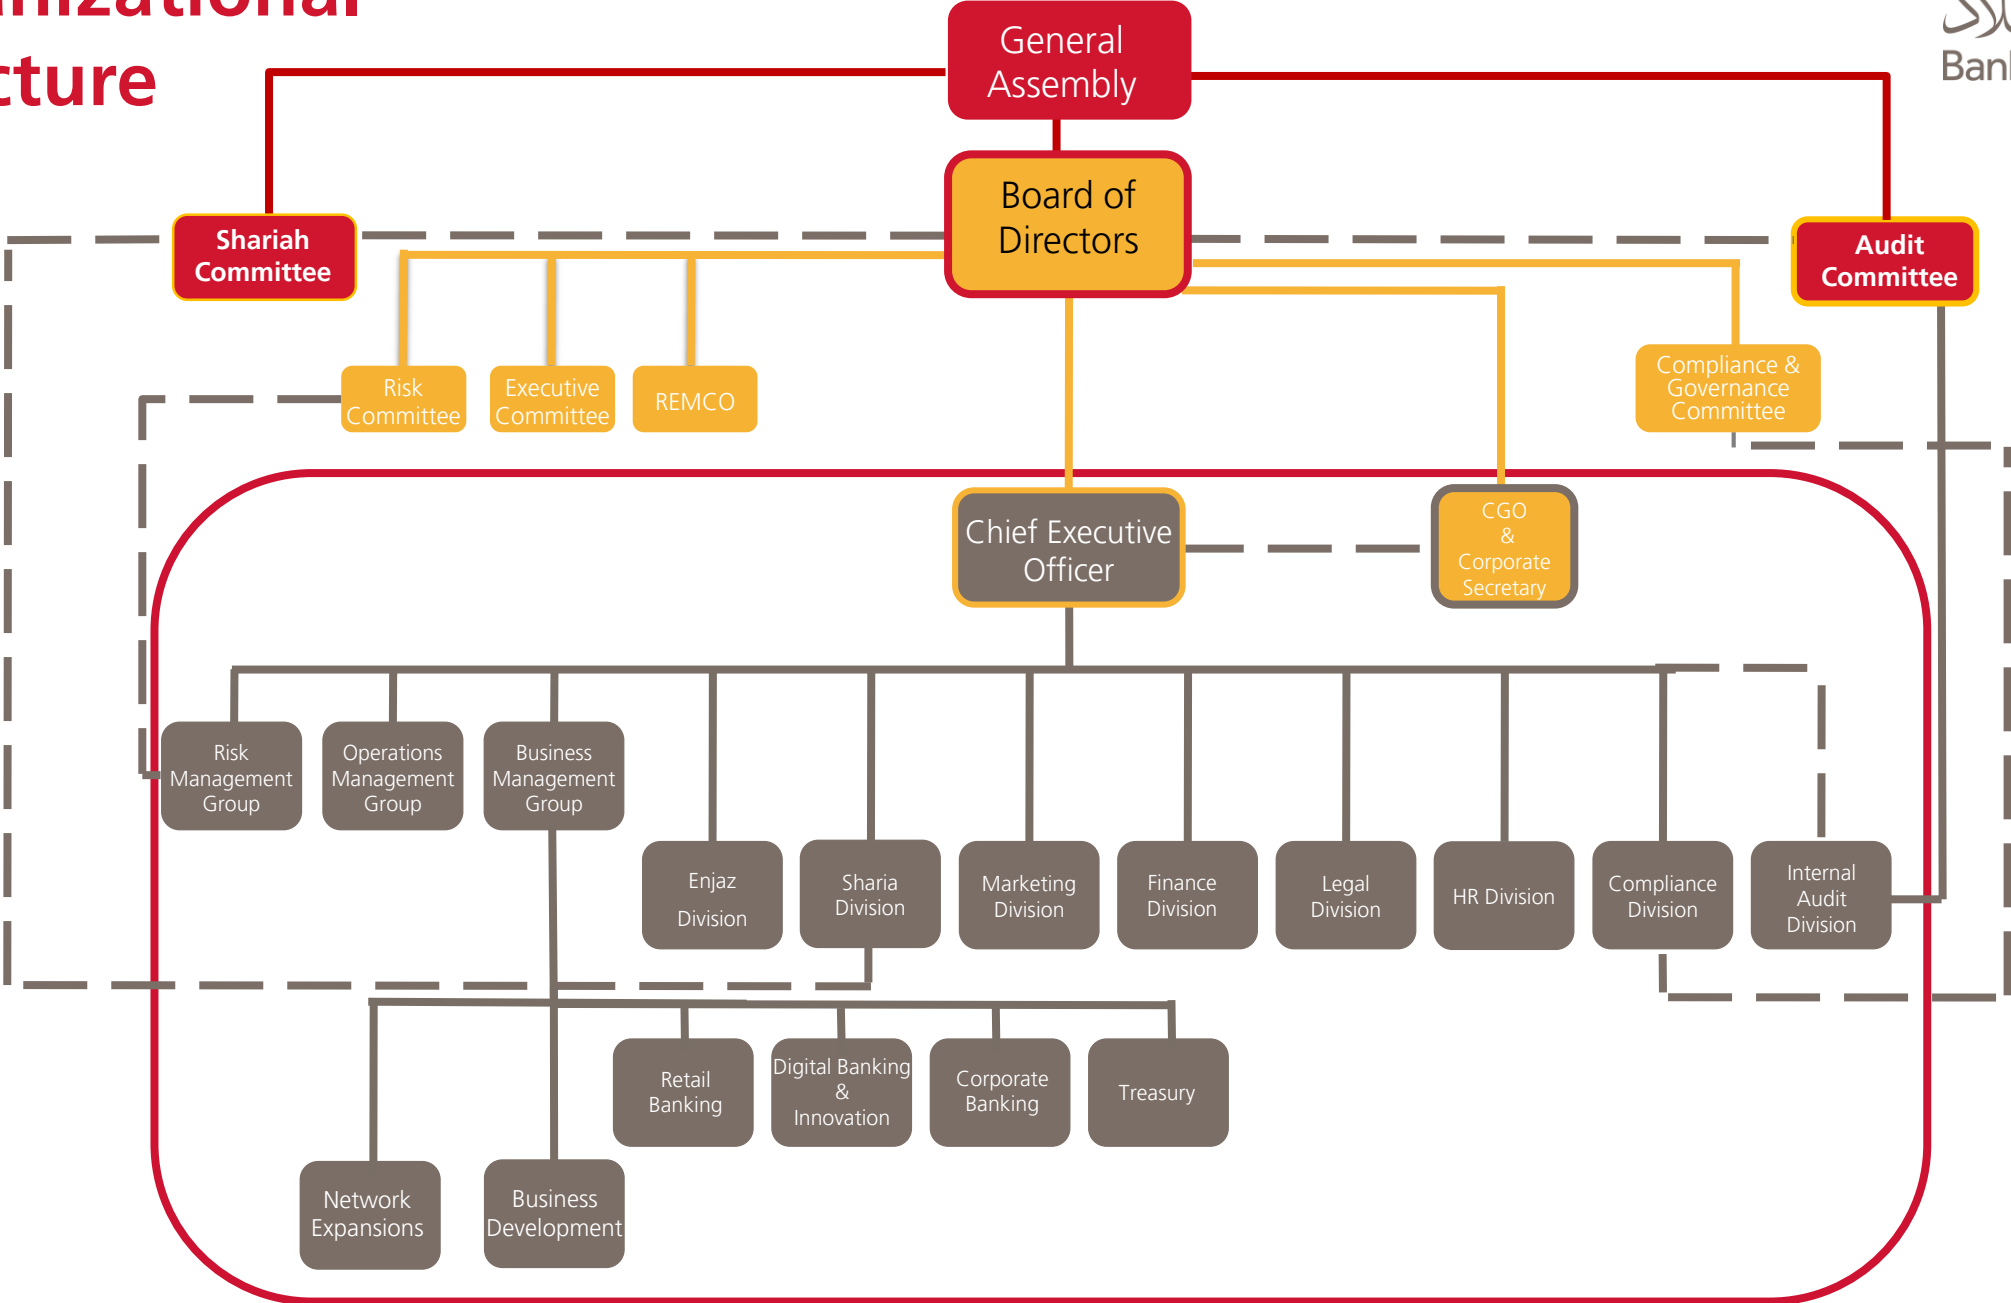 General
Assembly
Board of
Directors
Shariah
Committee
Audit
Committee
Risk
Committee
Executive
Committee
REMCO
Compliance &
Governance
Committee
Chief Executive
Officer
CGO
&
Corporate
Secretary
Risk
Management
Group
Operations
Management
Group
Business
Management
Group
Enjaz
Division
Sharia
Division
Marketing
Division
Finance
Division
Legal
Division
HR Division
Compliance
Division
Internal
Audit
Division
Retail
Banking
Digital Banking
&
Innovation
Corporate
Banking
Treasury
Network
Expansions
Business
Development